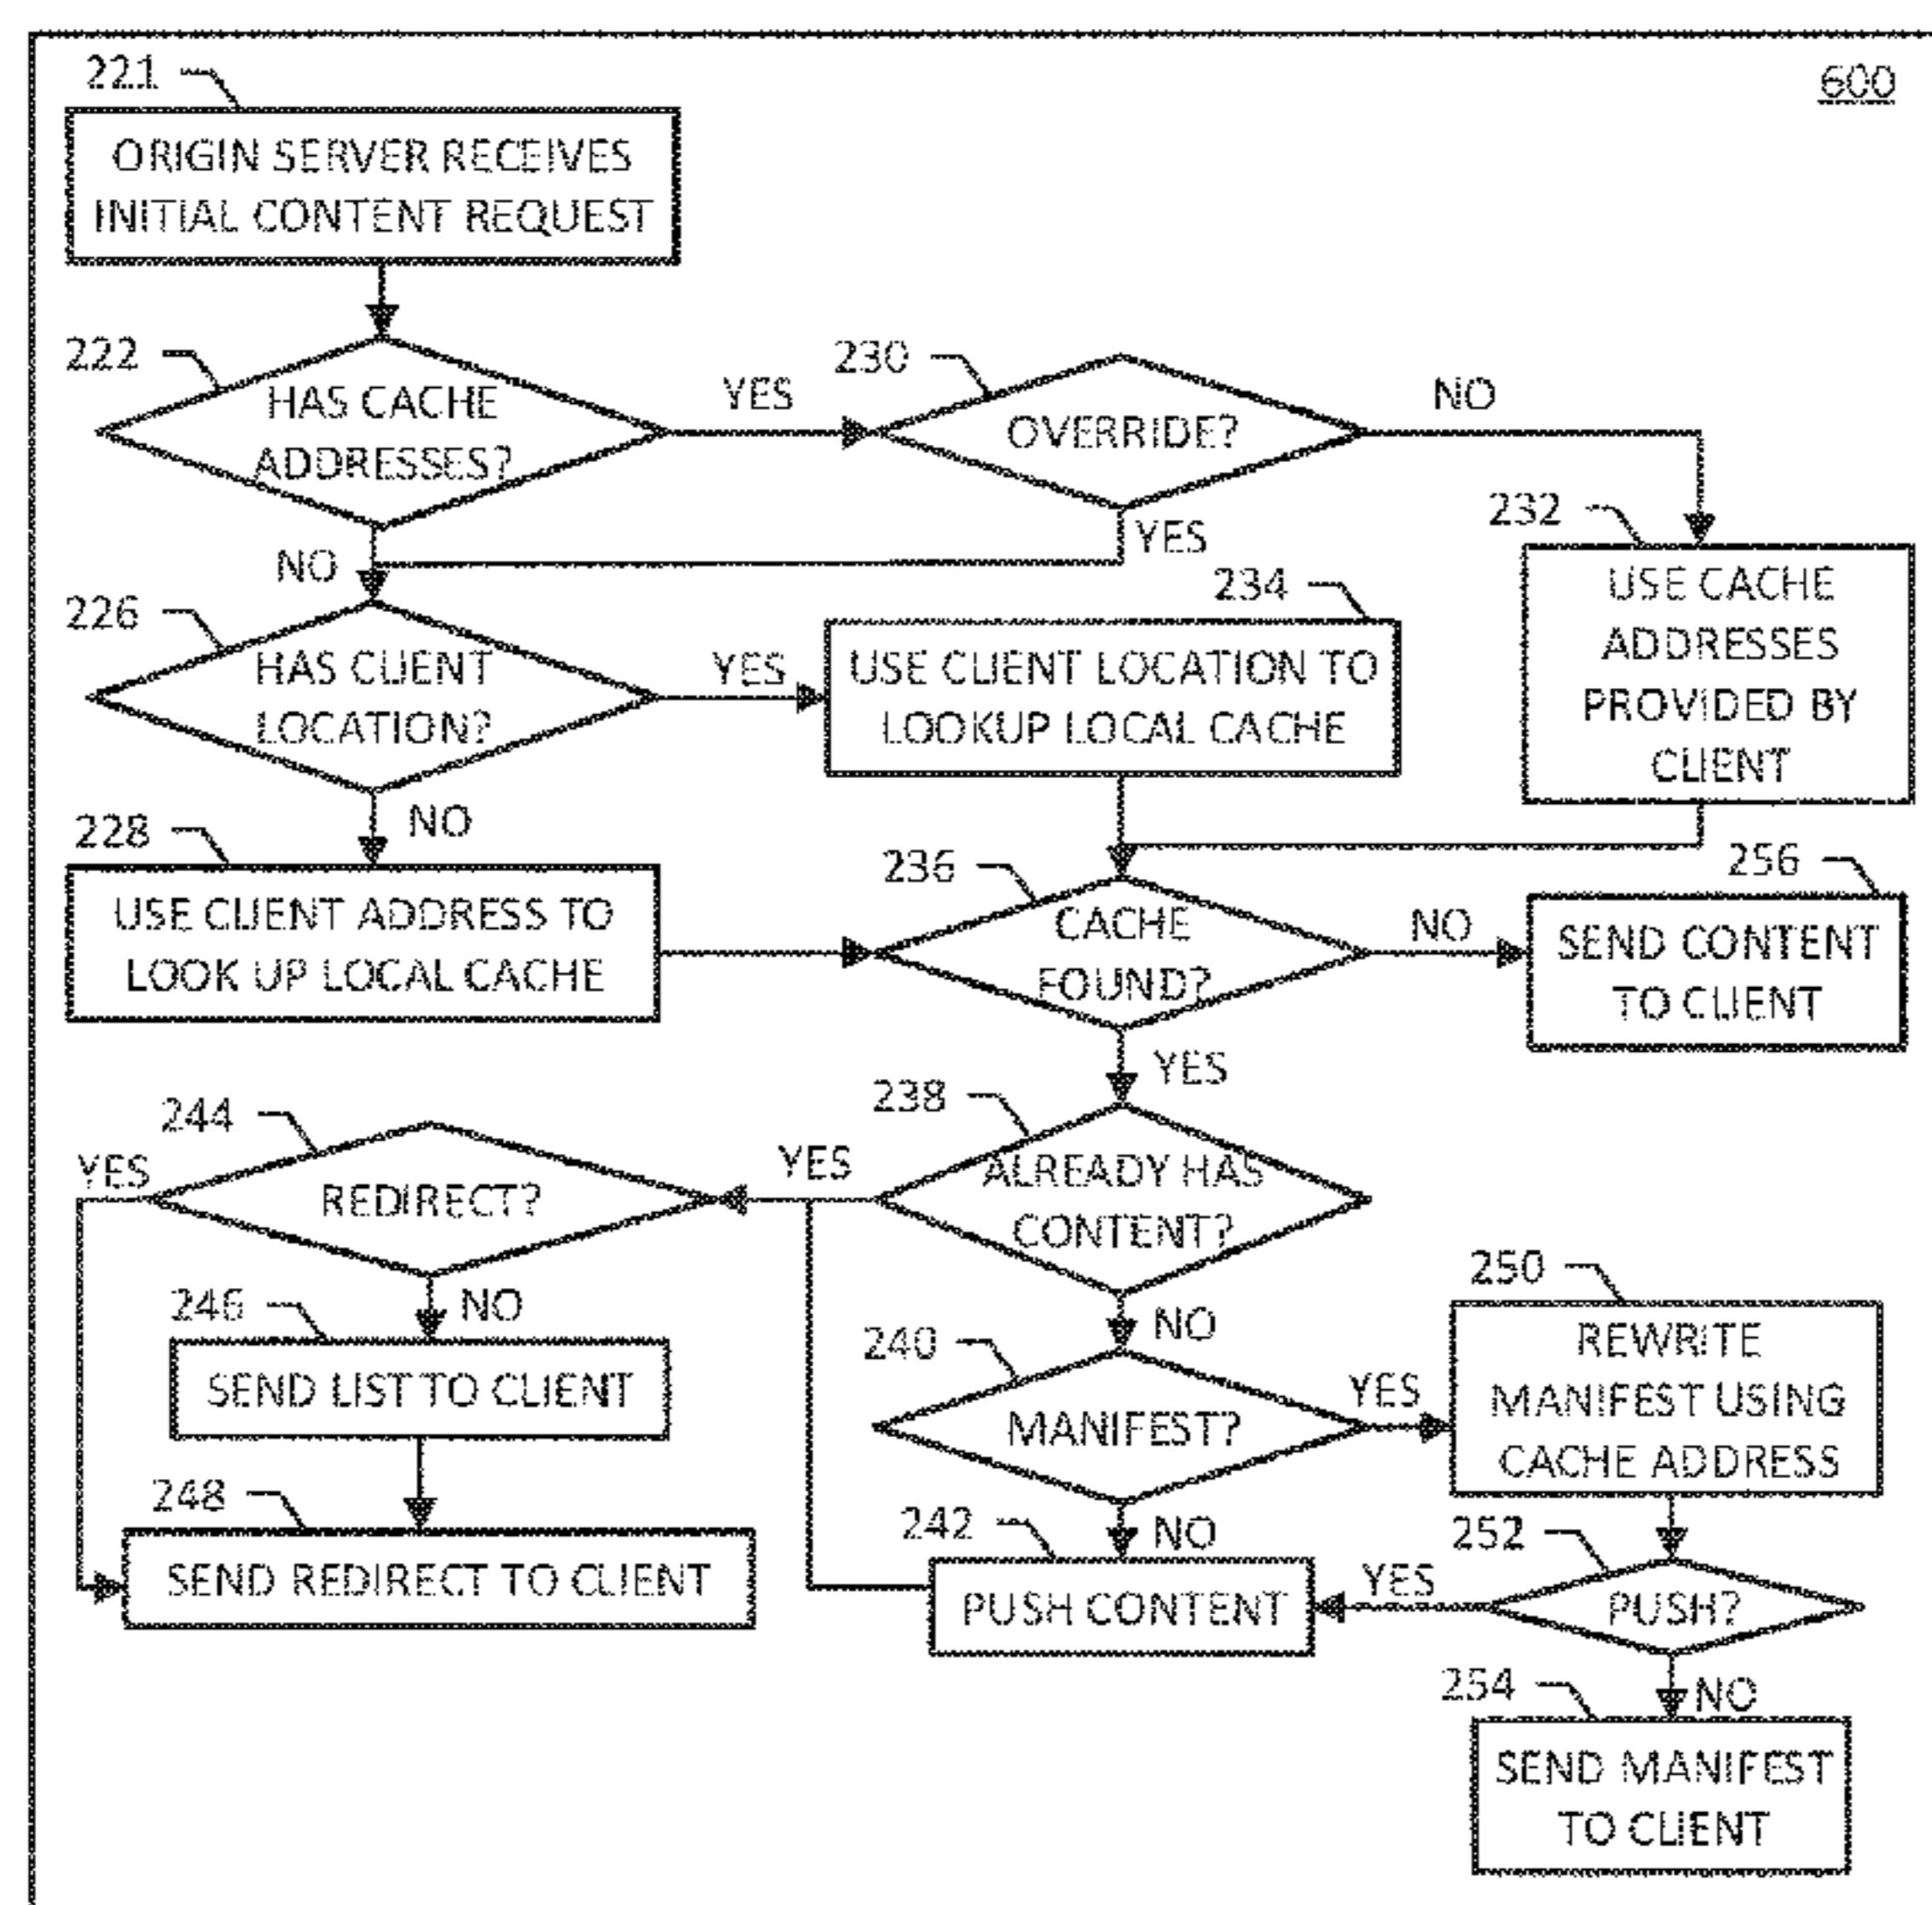 600
221
ORIGIN SERVER RECEIVES
INITIAL CONTENT REQUEST
222
HAS CACHE
ADDRESSES?
YES
NO
230
OVERRIDE?
NO
YES
232
USE CACHE
ADDRESSES
PROVIDED BY
CLIENT
226
HAS CLIENT
LOCATION?
YES
NO
234
USE CLIENT LOCATION TO
LOOKUP LOCAL CACHE
228
USE CLIENT ADDRESS TO
LOOK UP LOCAL CACHE
236
CACHE
FOUND?
NO
YES
256
SEND CONTENT
TO CLIENT
238
ALREADY HAS
CONTENT?
YES
NO
244
REDIRECT?
YES
NO
246
SEND LIST TO CLIENT
248
SEND REDIRECT TO CLIENT
240
MANIFEST?
YES
NO
250
REWRITE
MANIFEST USING
CACHE ADDRESS
242
PUSH CONTENT
252
PUSH?
YES
NO
254
SEND MANIFEST
TO CLIENT